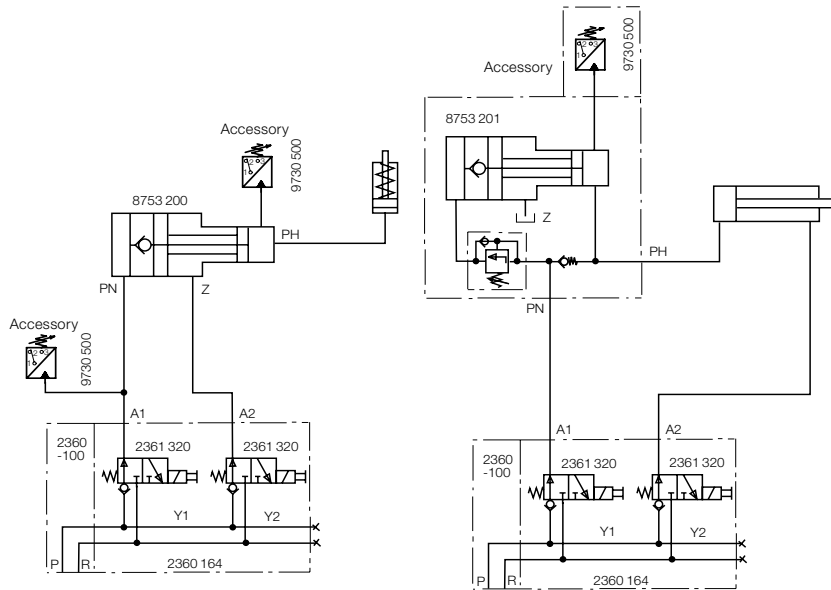 Accessory
9730 500
8753 200
PH
PN
Z
Accessory
9730 500
A1
A2
2360
-100
2361 320
2361 320
Y1
Y2
P
R
2360 164
Accessory
9730 500
8753 201
Z
PH
PN
A1
A2
2360
-100
2361 320
2361 320
Y1
Y2
P
R
2360 164